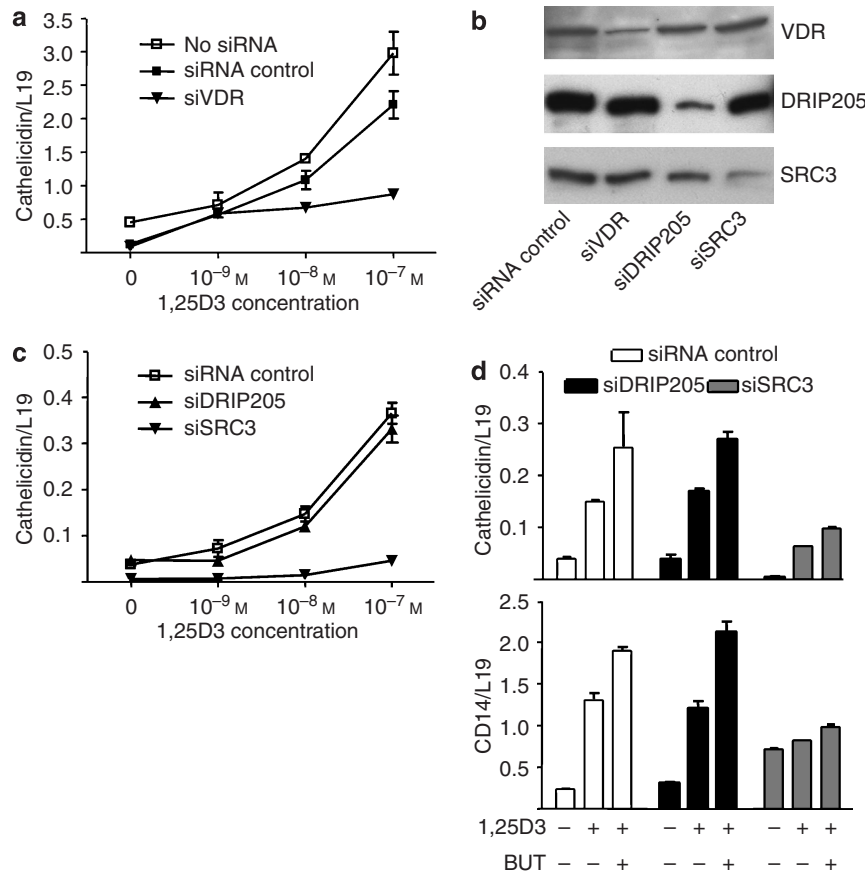 a
Cathelicidin/L19
3.5
3.0
2.5
2.0
1.5
1.0
0.5
No siRNA
siRNA control
siVDR
0 10⁻⁹ M 10⁻⁸ M 10⁻⁷ M
1,25D3 concentration
b
VDR
DRIP205
SRC3
siRNA control
siVDR
siDRIP205
siSRC3
c
Cathelicidin/L19
0.5
0.4
0.3
0.2
0.1
siRNA control
siDRIP205
siSRC3
0 10⁻⁹ M 10⁻⁸ M 10⁻⁷ M
1,25D3 concentration
d
siRNA control
siDRIP205 siSRC3
Cathelicidin/L19
0.4
0.3
0.2
0.1
CD14/L19
2.5
2.0
1.5
1.0
0.5
1,25D3 – + + – + + – + +
BUT – – + – – + – – +